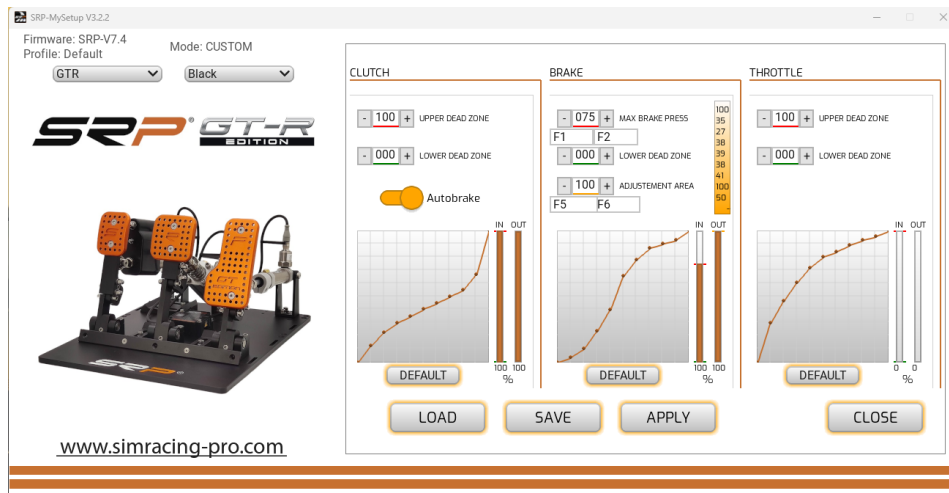 SRP-MySetup V3.2.2
Firmware: SRP-V7.4
Profile: Default
Mode: CUSTOM
GTR
Black
SRP® GT-R
EDITION
www.simracing-pro.com
CLUTCH
- 100 + UPPER DEAD ZONE
- 000 + LOWER DEAD ZONE
Autobrake
IN OUT
100 100
%
DEFAULT
BRAKE
- 075 + MAX BRAKE PRESS
F1 F2
- 000 + LOWER DEAD ZONE
- 100 + ADJUSTEMENT AREA
F5 F6
100
35
27
38
39
38
41
100
50
-
IN OUT
100 100
%
DEFAULT
THROTTLE
- 100 + UPPER DEAD ZONE
- 000 + LOWER DEAD ZONE
IN OUT
0 0
%
DEFAULT
LOAD
SAVE
APPLY
CLOSE